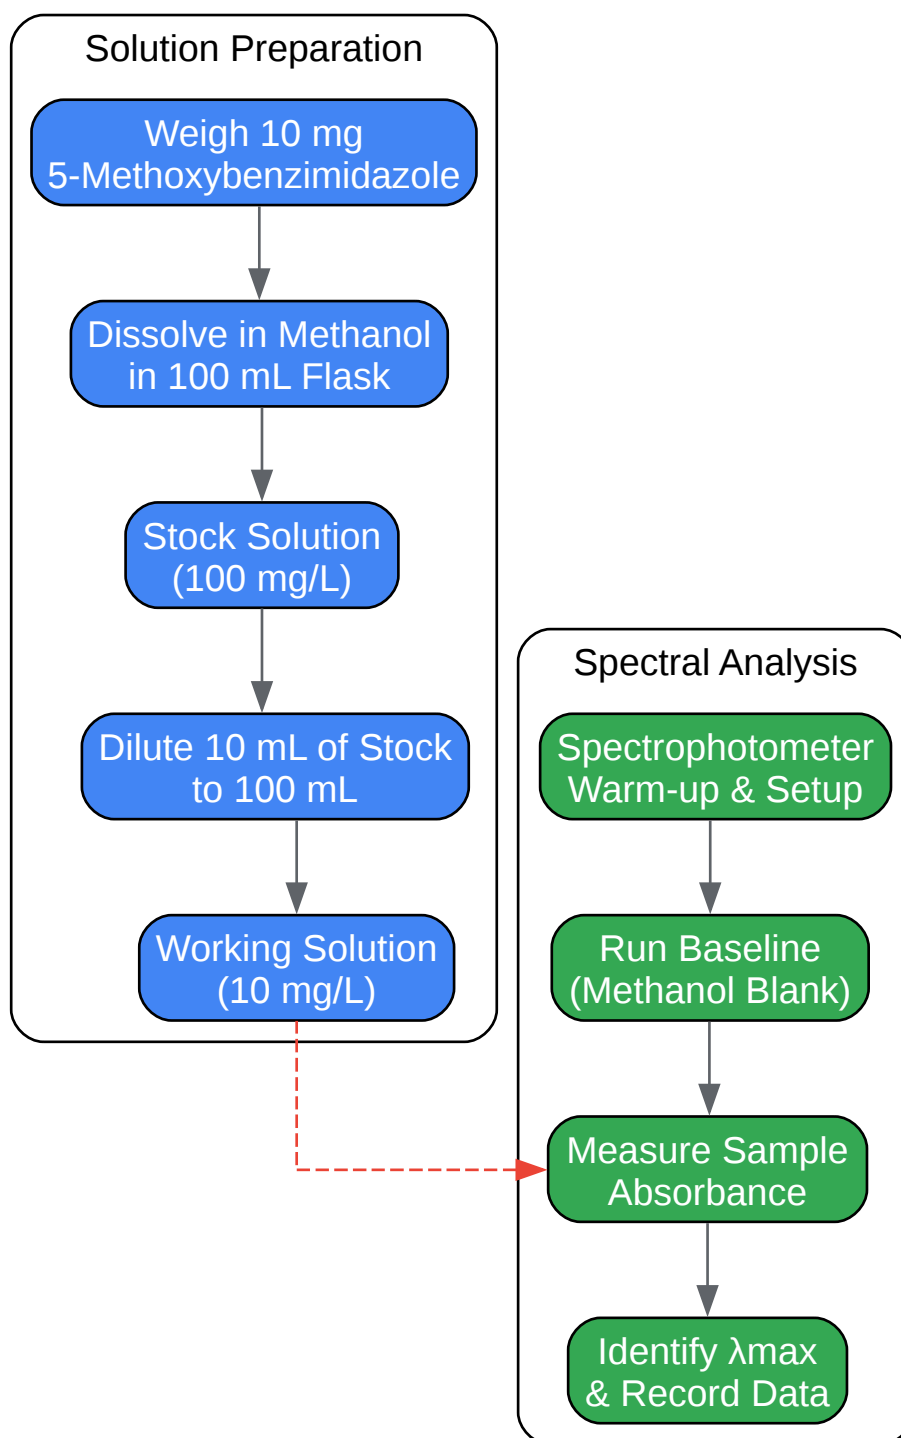 Solution Preparation
Weigh 10 mg
5-Methoxybenzimidazole
Dissolve in Methanol
in 100 mL Flask
Stock Solution
(100 mg/L)
Dilute 10 mL of Stock
to 100 mL
Working Solution
(10 mg/L)
Spectral Analysis
Spectrophotometer
Warm-up & Setup
Run Baseline
(Methanol Blank)
Measure Sample
Absorbance
Identify λmax
& Record Data